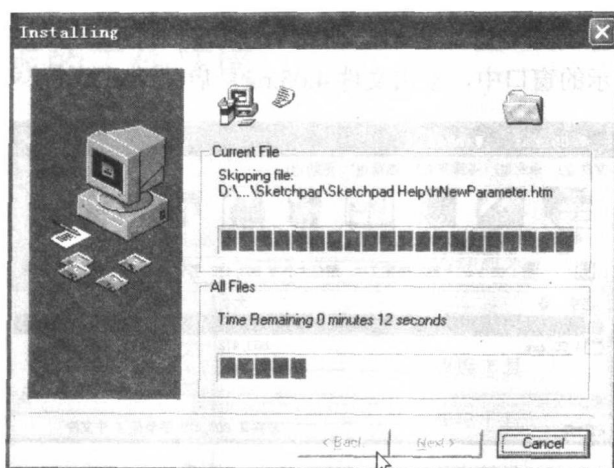 Installing
Current File
Skipping file:
D:\...\Sketchpad\Sketchpad Help\hNewParameter.htm
All Files
Time Remaining 0 minutes 12 seconds
< Back
Next >
Cancel